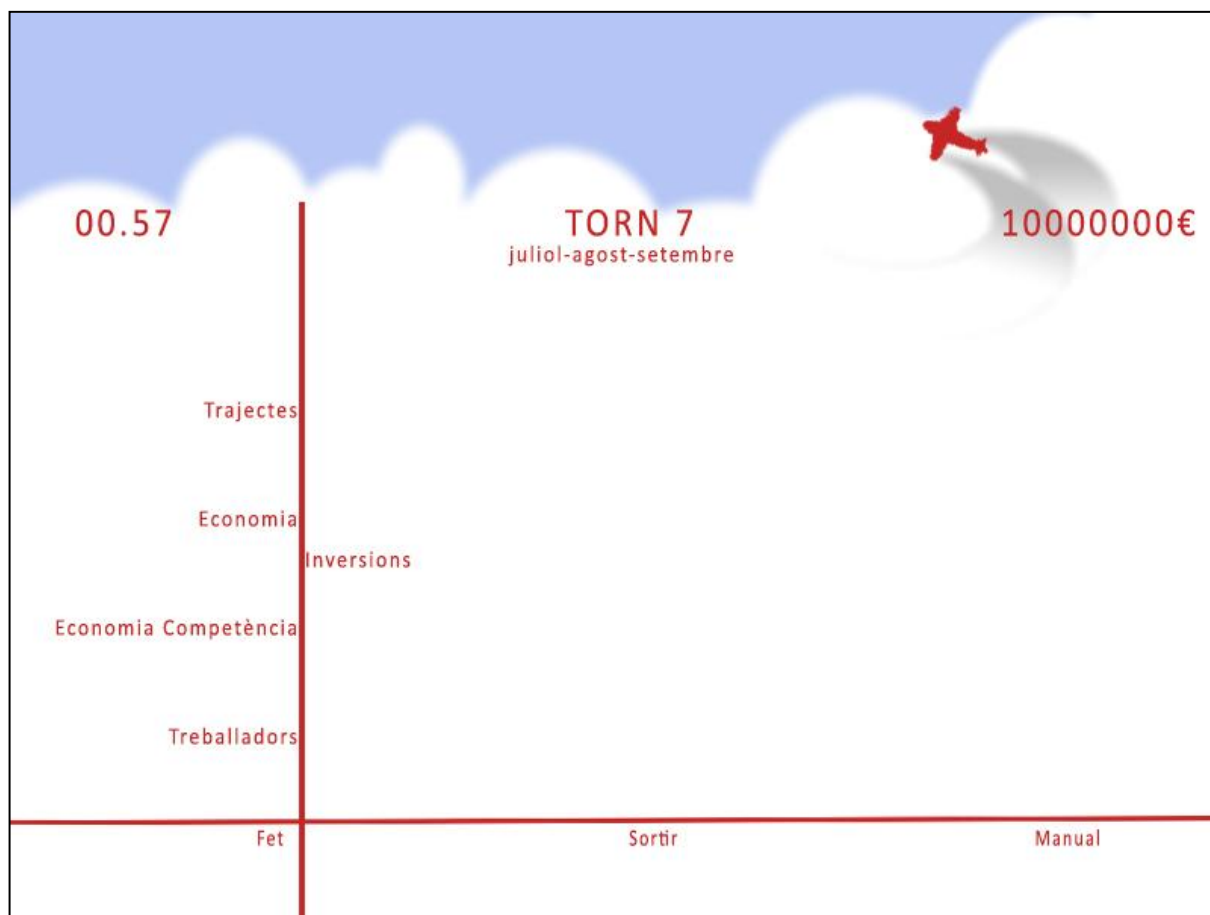 00.57
TORN 7
10000000€
juliol-agost-setembre
Trajectes
Economia
Inversions
Economia Competència
Treballadors
Fet
Sortir
Manual